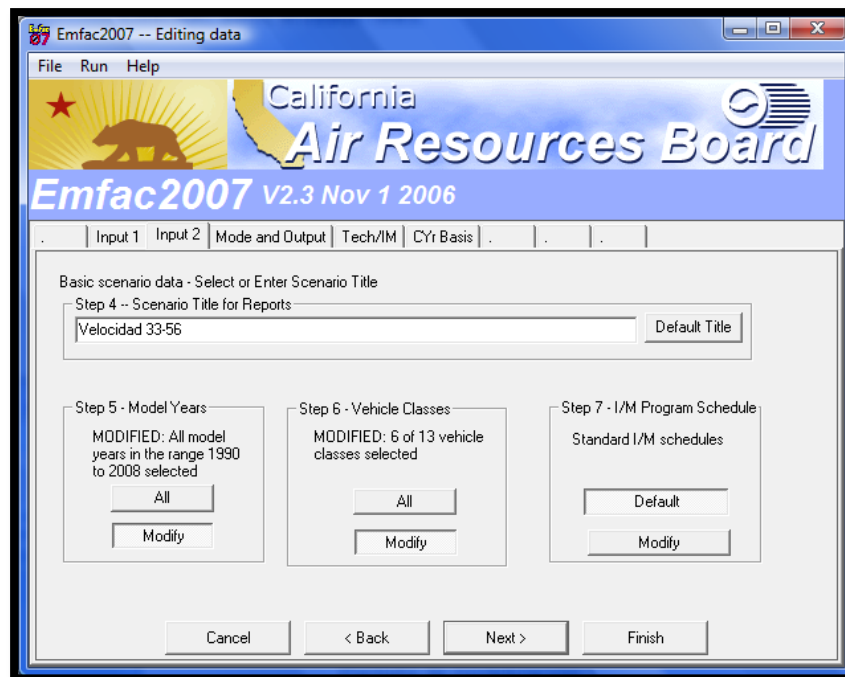 Emfac2007 -- Editing data
File Run Help
California
Air Resources Board
Emfac2007 V2.3 Nov 1 2006
. Input 1 Input 2 Mode and Output Tech/IM CYr Basis . . .
Basic scenario data - Select or Enter Scenario Title
Step 4 -- Scenario Title for Reports
Velocidad 33-56 Default Title
Step 5 - Model Years
MODIFIED: All model
years in the range 1990
to 2008 selected
All
Modify
Step 6 - Vehicle Classes
MODIFIED: 6 of 13 vehicle
classes selected
All
Modify
Step 7 - I/M Program Schedule
Standard I/M schedules
Default
Modify
Cancel < Back Next > Finish